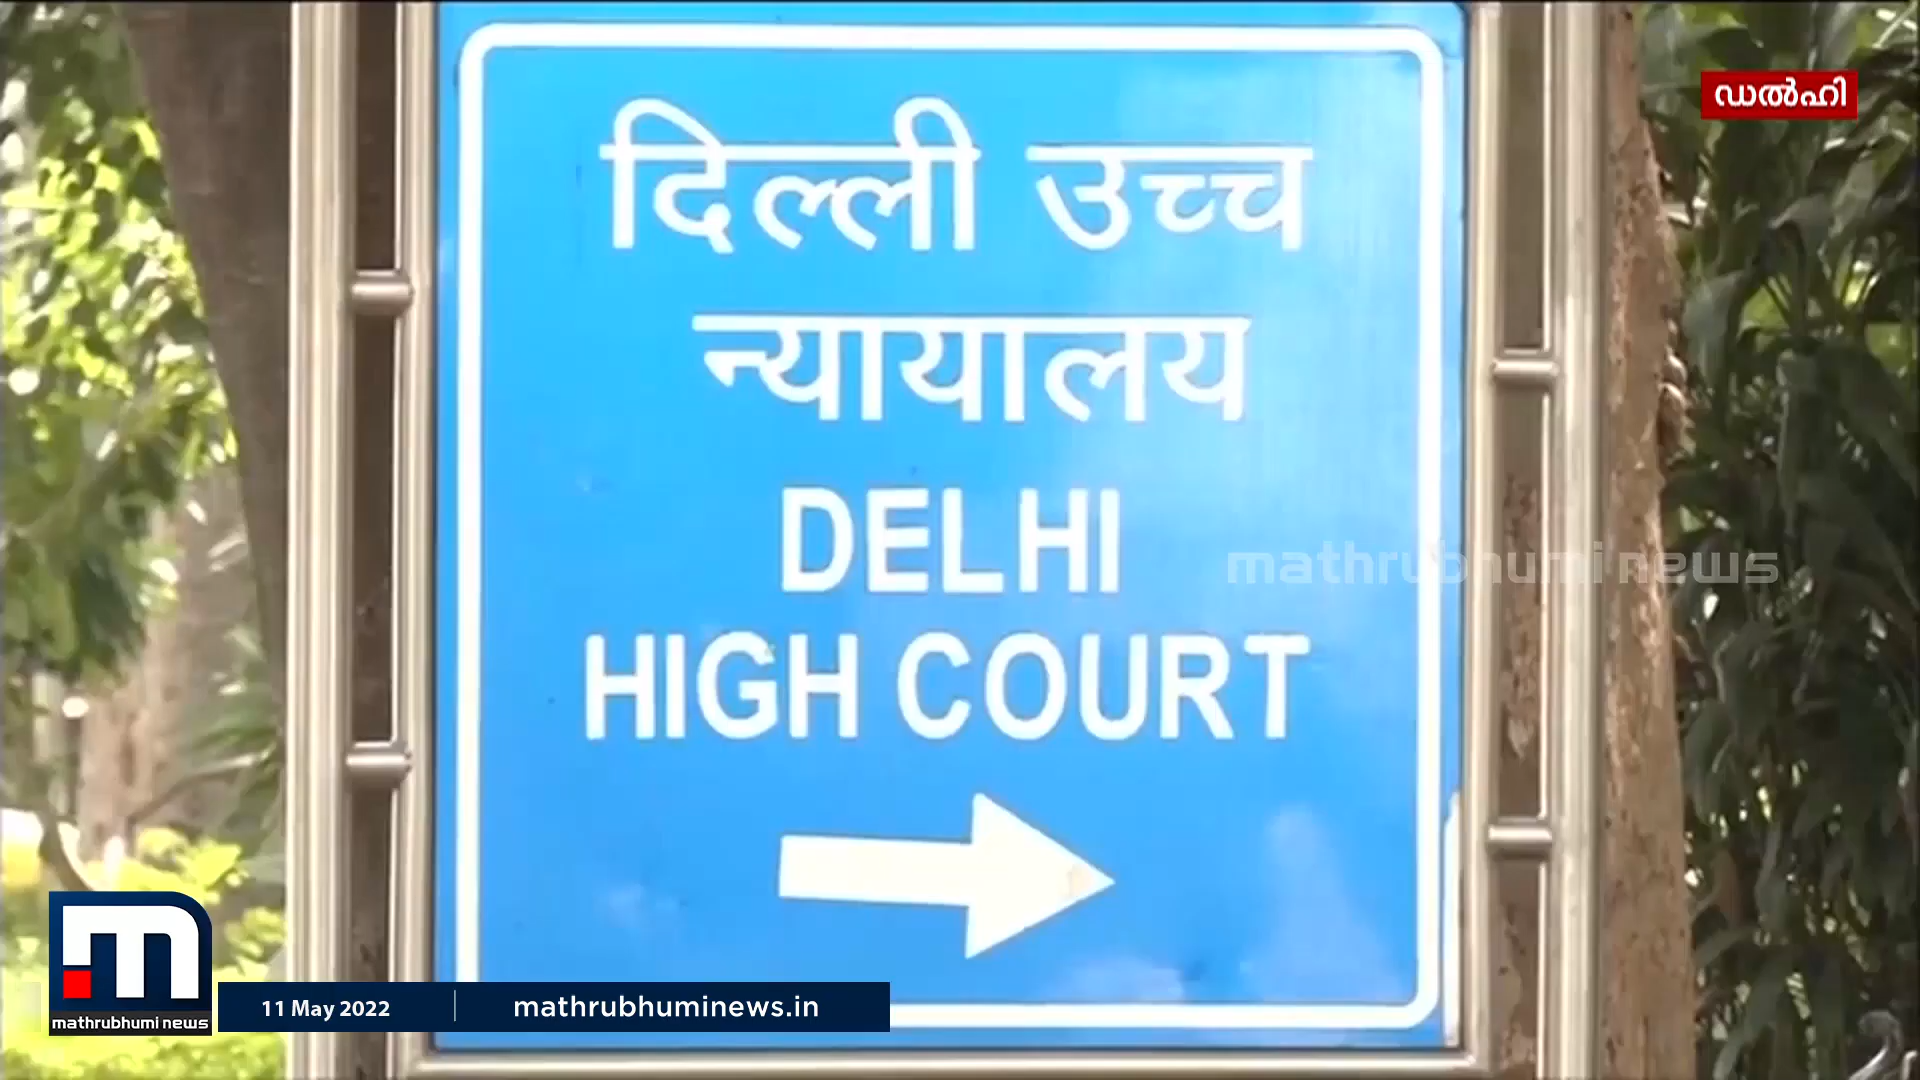 ഡൽഹി
दिल्ली उच्च
न्यायालय
DELHI
mathrubhumi news
HIGH COURT
mathrubhumi news
11 May 2022
mathrubhuminews.in